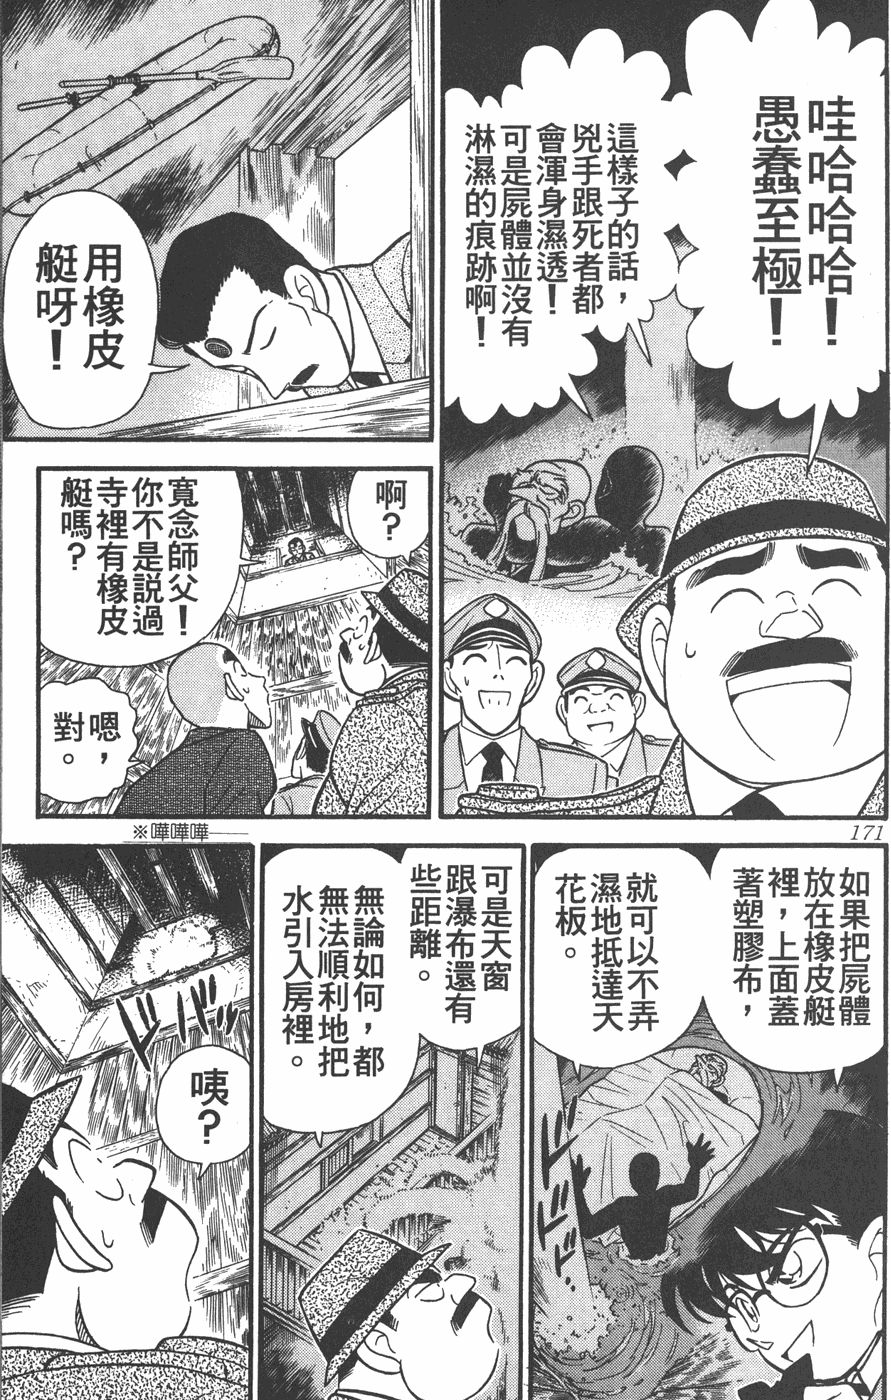 哇哈哈哈！
愚蠢至極！
這樣子的話，
兇手跟死者都
會渾身濕透！
可是屍體並沒有
淋濕的痕跡啊！
用橡皮
艇呀！
啊？
寬念師父！
你不是說過
寺裡有橡皮
艇嗎？
嗯，
對。
※嘩嘩嘩——
171
如果把屍體
放在橡皮艇
裡，上面蓋
著塑膠布，
就可以不弄
濕地抵達天
花板。
可是天窗
跟瀑布還有
些距離。
無論如何，都
無法順利地把
水引入房裡。
咦？
ドドド
ドドド